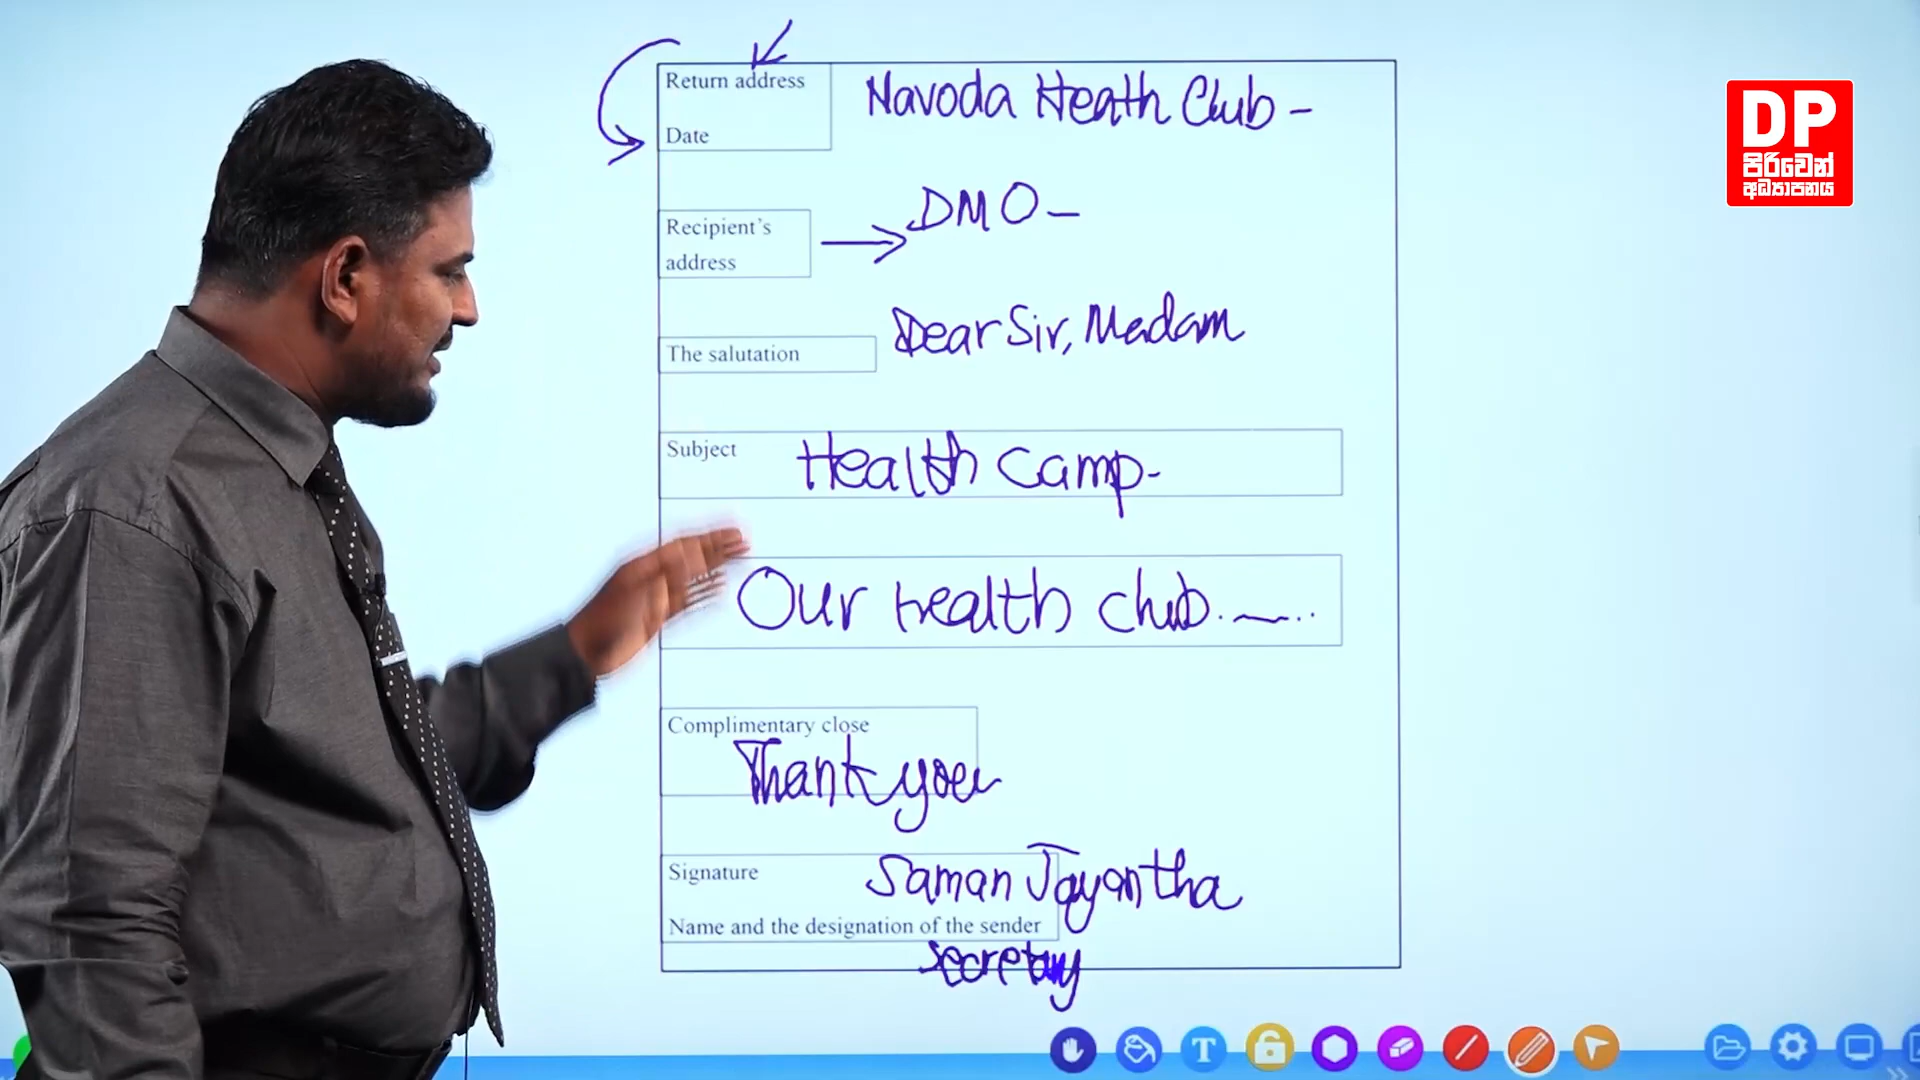 Return address
Navoda Heath Club -
Date
DMO -
Recipient's
address
Dear Sir, Madam
The salutation
Subject
Health Camp -
Our Health club. ~ ..
Complimentary close
Thank you
Signature
Saman Jayantha
Name and the designation of the sender
Secretary
DP
පිරිවෙන්
අධ්‍යාපනය
T